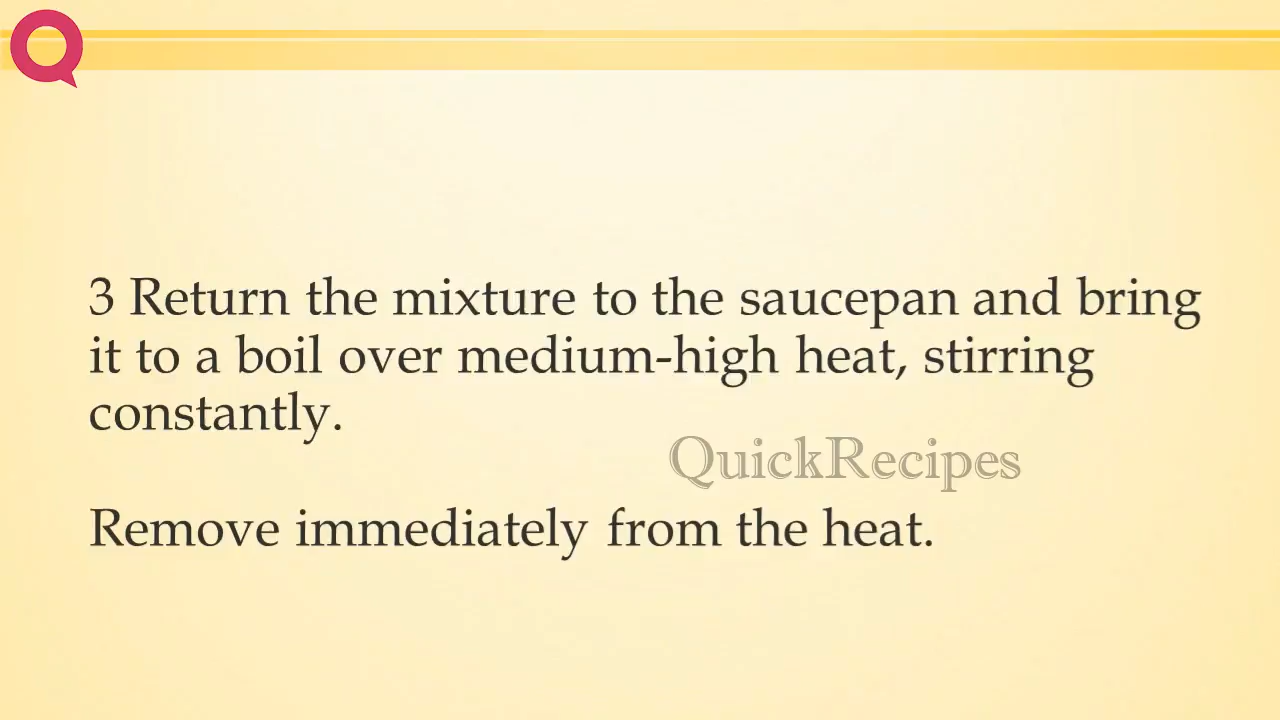 3 Return the mixture to the saucepan and bring
it to a boil over medium-high heat, stirring
constantly.
QuickRecipes
Remove immediately from the heat.